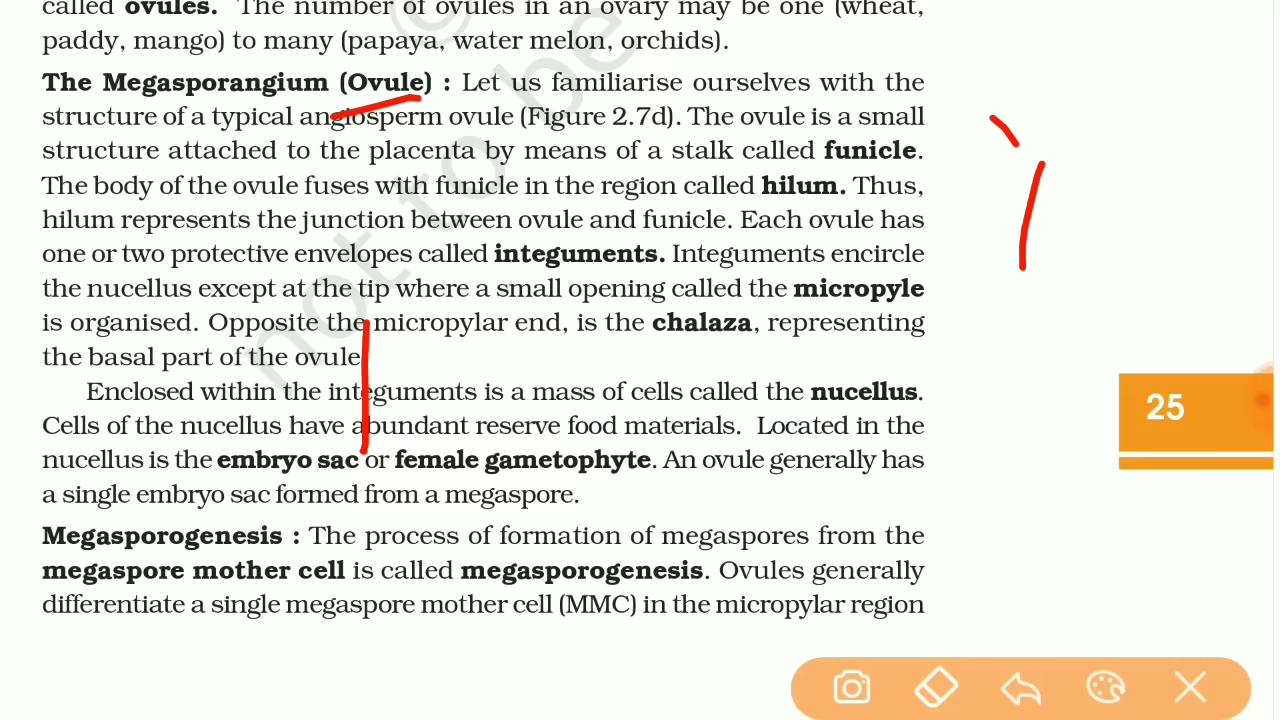 called ovules. The number of ovules in an ovary may be one (wheat,
paddy, mango) to many (papaya, water melon, orchids).
The Megasporangium (Ovule) : Let us familiarise ourselves with the
structure of a typical angiosperm ovule (Figure 2.7d). The ovule is a small
structure attached to the placenta by means of a stalk called funicle.
The body of the ovule fuses with funicle in the region called hilum. Thus,
hilum represents the junction between ovule and funicle. Each ovule has
one or two protective envelopes called integuments. Integuments encircle
the nucellus except at the tip where a small opening called the micropyle
is organised. Opposite the micropylar end, is the chalaza, representing
the basal part of the ovule
Enclosed within the integuments is a mass of cells called the nucellus.
Cells of the nucellus have abundant reserve food materials. Located in the
nucellus is the embryo sac or female gametophyte. An ovule generally has
a single embryo sac formed from a megaspore.
Megasporogenesis : The process of formation of megaspores from the
megaspore mother cell is called megasporogenesis. Ovules generally
differentiate a single megaspore mother cell (MMC) in the micropylar region
25
© not to be